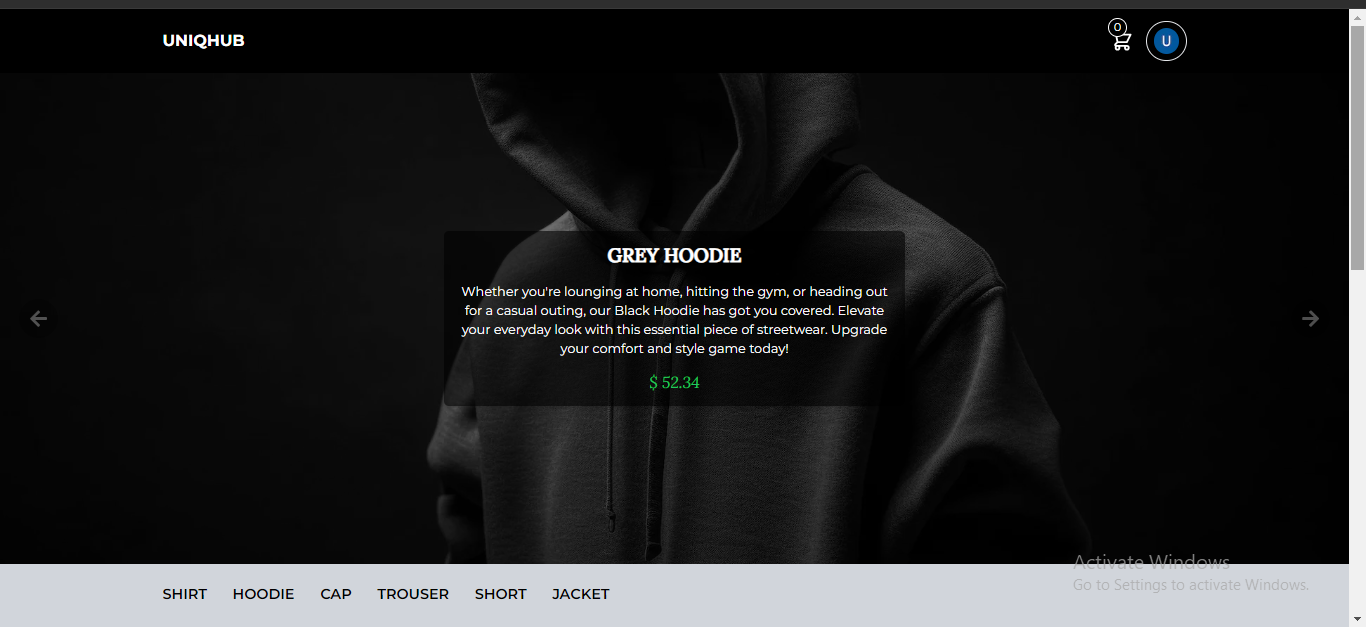 UNIQHUB
0
U
GREY HOODIE
Whether you're lounging at home, hitting the gym, or heading out
for a casual outing, our Black Hoodie has got you covered. Elevate
your everyday look with this essential piece of streetwear. Upgrade
your comfort and style game today!
$ 52.34
Activate Windows
Go to Settings to activate Windows.
SHIRT HOODIE CAP TROUSER SHORT JACKET